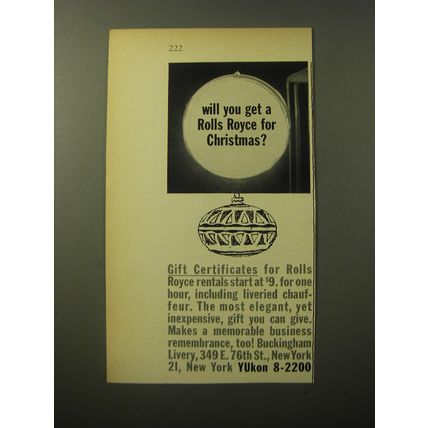 222
will you get a
Rolls Royce for
Christmas?
Gift Certificates for Rolls
Royce rentals start at $9. for one
hour, including liveried chauf-
feur. The most elegant, yet
inexpensive, gift you can give.
Makes a memorable business
remembrance, too! Buckingham
Livery, 349 E. 76th St., New York
21, New York YUkon 8-2200